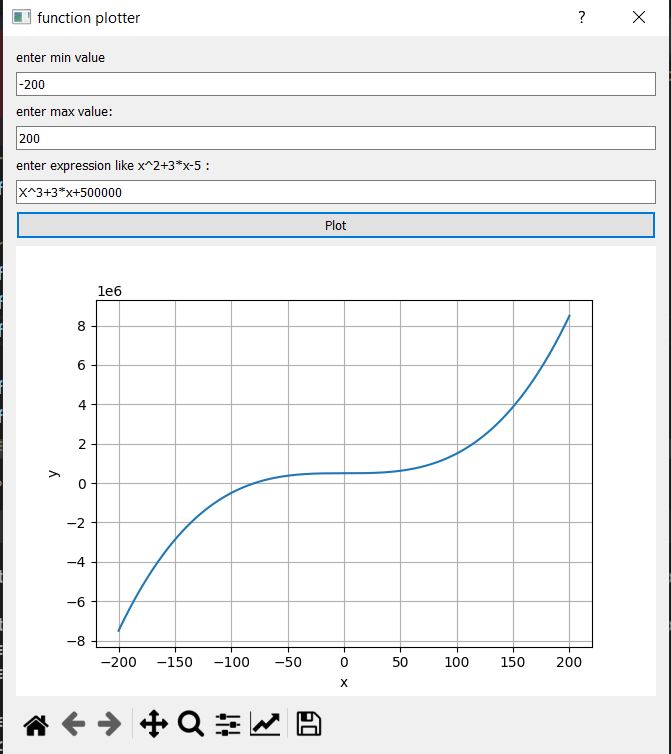 function plotter
?
enter min value
-200
enter max value:
200
enter expression like x^2+3*x-5 :
X^3+3*x+500000
Plot
1e6
8
6
4
2
0
−2
−4
−6
−8
y
−200 −150 −100 −50 0 50 100 150 200
x